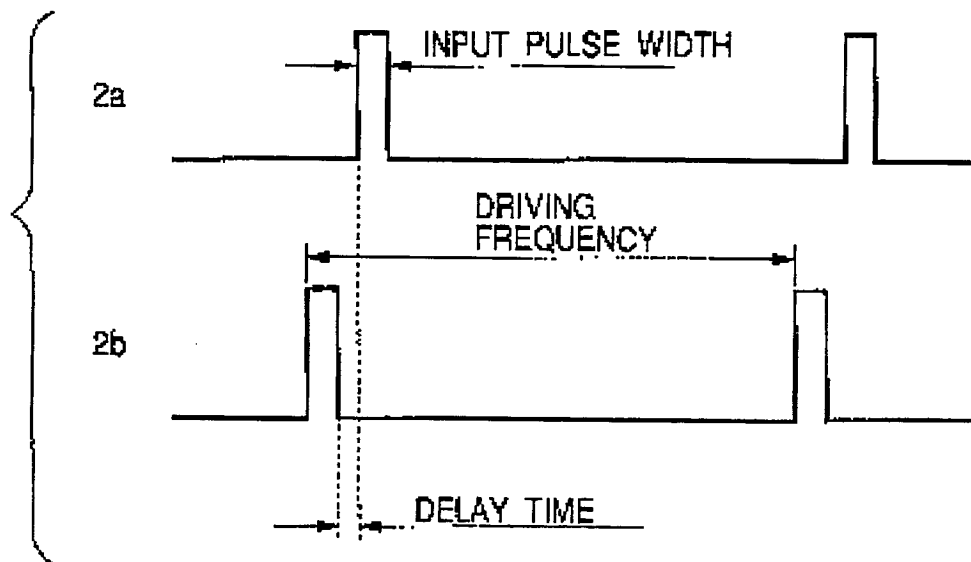 INPUT PULSE WIDTH
2a
DRIVING
FREQUENCY
2b
DELAY TIME